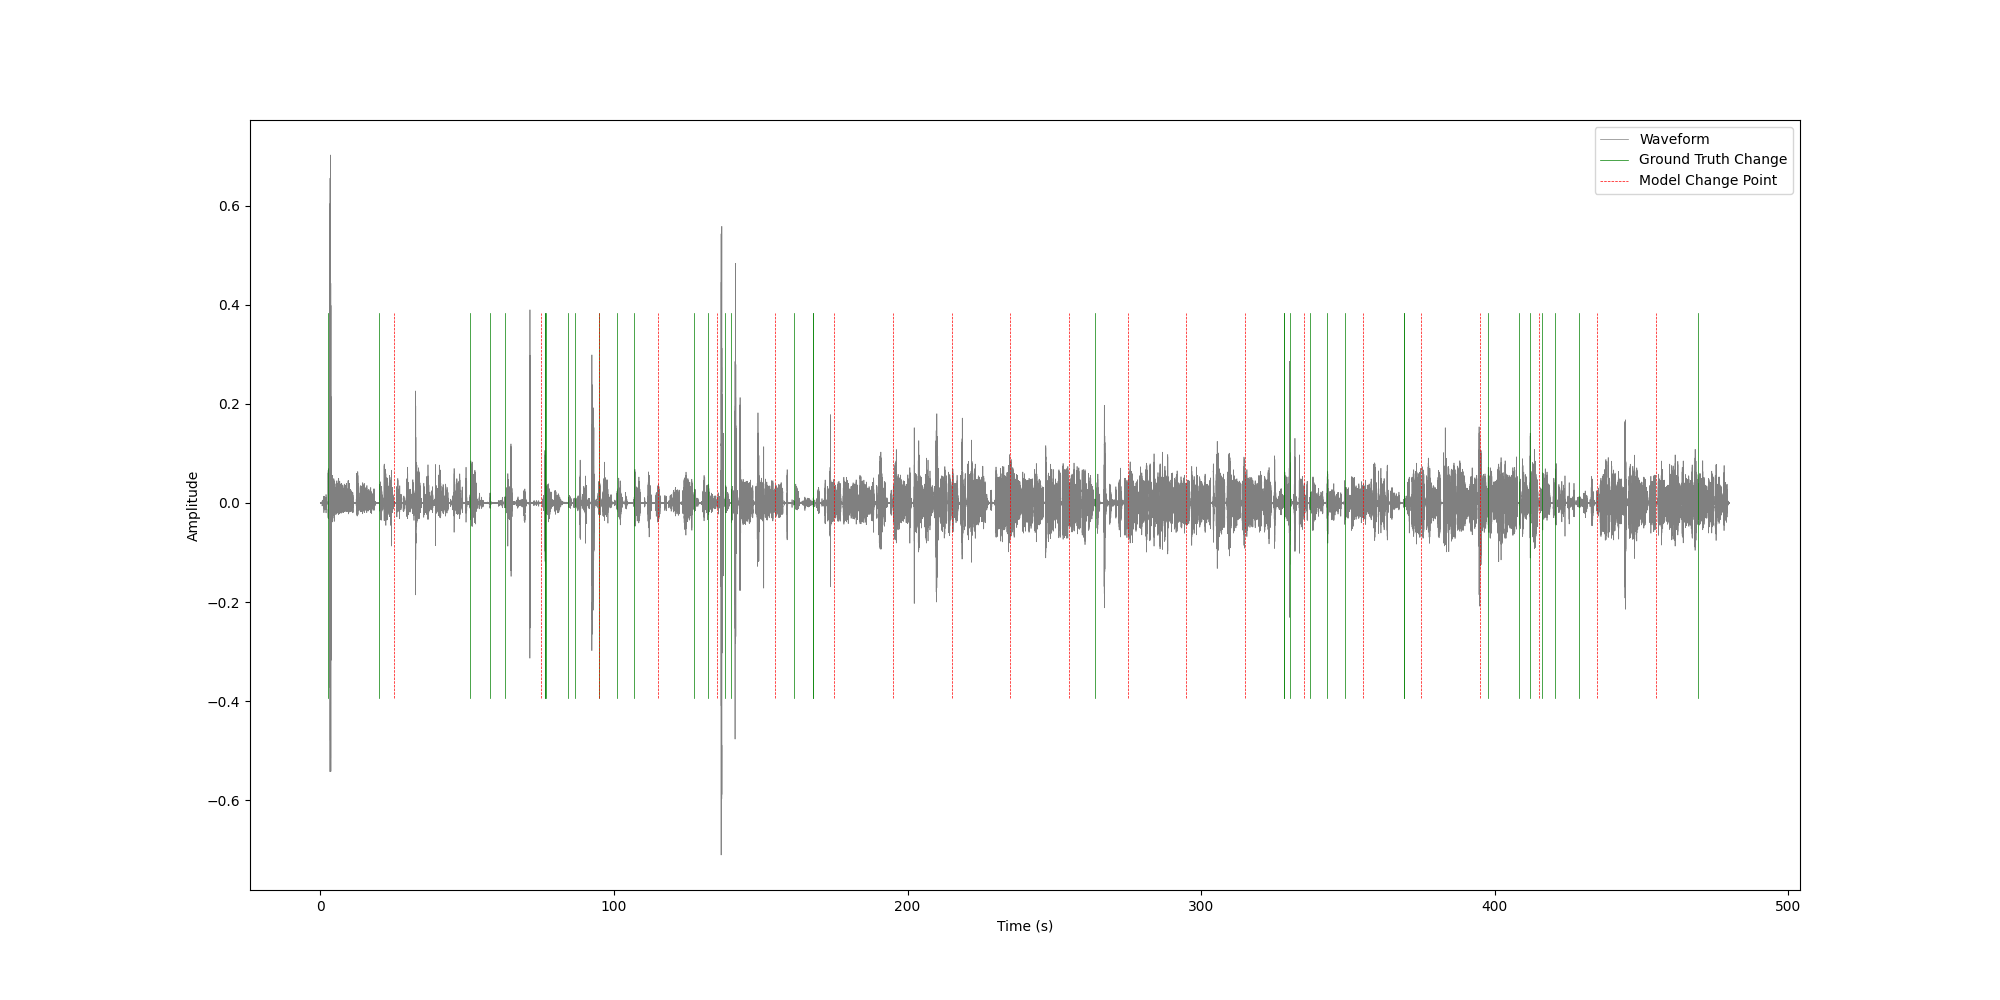 Waveform
Ground Truth Change
Model Change Point
0.6
0.4
0.2
0.0
−0.2
−0.4
−0.6
Amplitude
0 100 200 300 400 500
Time (s)